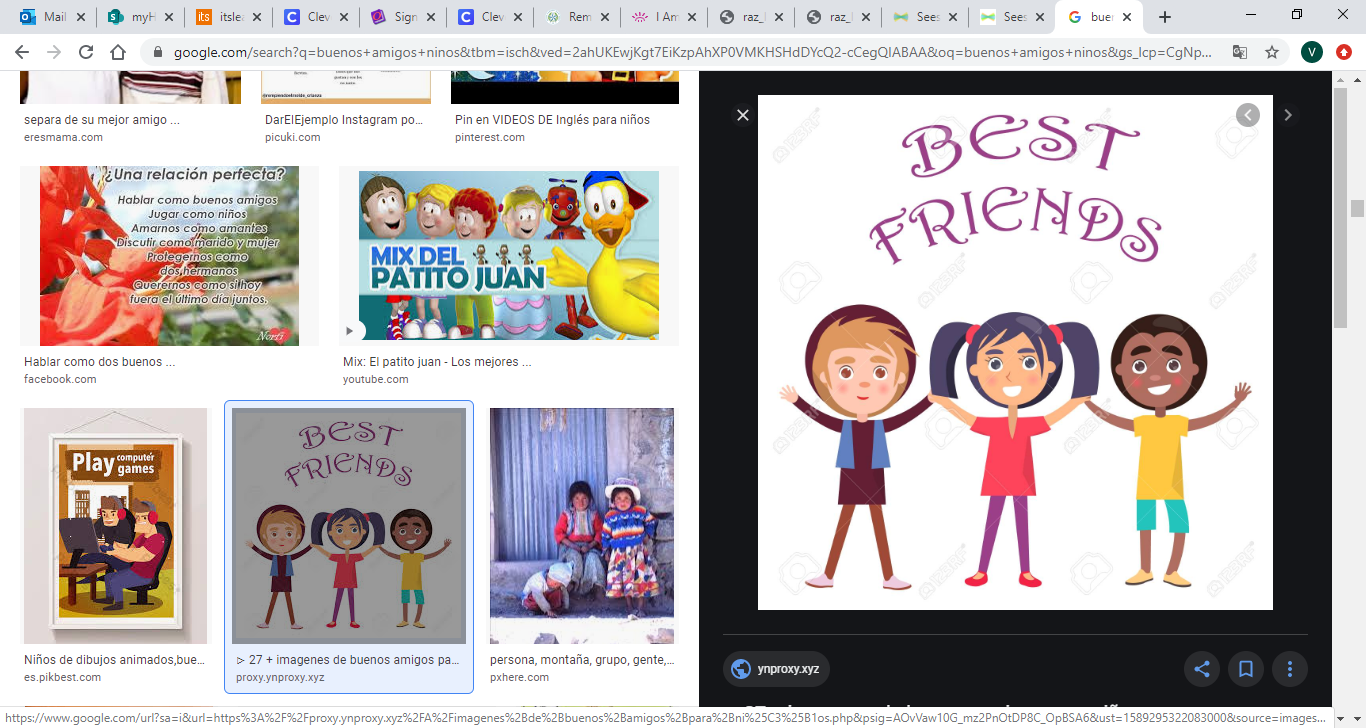 Mail
myH
itslea
Clev
Sign
Clev
Rem
I Am
raz_l
raz_l
Sees
Sees
buen
google.com/search?q=buenos+amigos+ninos&tbm=isch&ved=2ahUKEwjKgt7EiKzpAhXP0VMKHSHdDYcQ2-cCegQIABAA&oq=buenos+amigos+ninos&gs_lcp=CgNp...
V
separa de su mejor amigo ...
eresmama.com
DarElEjemplo Instagram po...
picuki.com
Pin en VIDEOS DE Inglés para niños
pinterest.com
¿Una relación perfecta?
Hablar como buenos amigos
Jugar como niños
Amarnos como amantes
Discutir como marido y mujer
Protegernos como
dos hermanos
Querernos como si hoy
fuera el último día juntos.
Norfi
MIX DEL
PATITO JUAN
Hablar como dos buenos ...
facebook.com
Mix: El patito juan - Los mejores ...
youtube.com
Play computer
games
BEST
FRIENDS
Niños de dibujos animados,bue...
es.pikbest.com
▷ 27 + imagenes de buenos amigos pa...
proxy.ynproxy.xyz
persona, montaña, grupo, gente,...
pxhere.com
BEST
FRIENDS
ynproxy.xyz
https://www.google.com/url?sa=i&url=https%3A%2F%2Fproxy.ynproxy.xyz%2FA%2Fimagenes%2Bde%2Bbuenos%2Bamigos%2Bpara%2Bni%25C3%25B1os.php&psig=AOvVaw10G_mz2PnOtDP8C_OpBSA6&ust=1589295322083000&source=images...